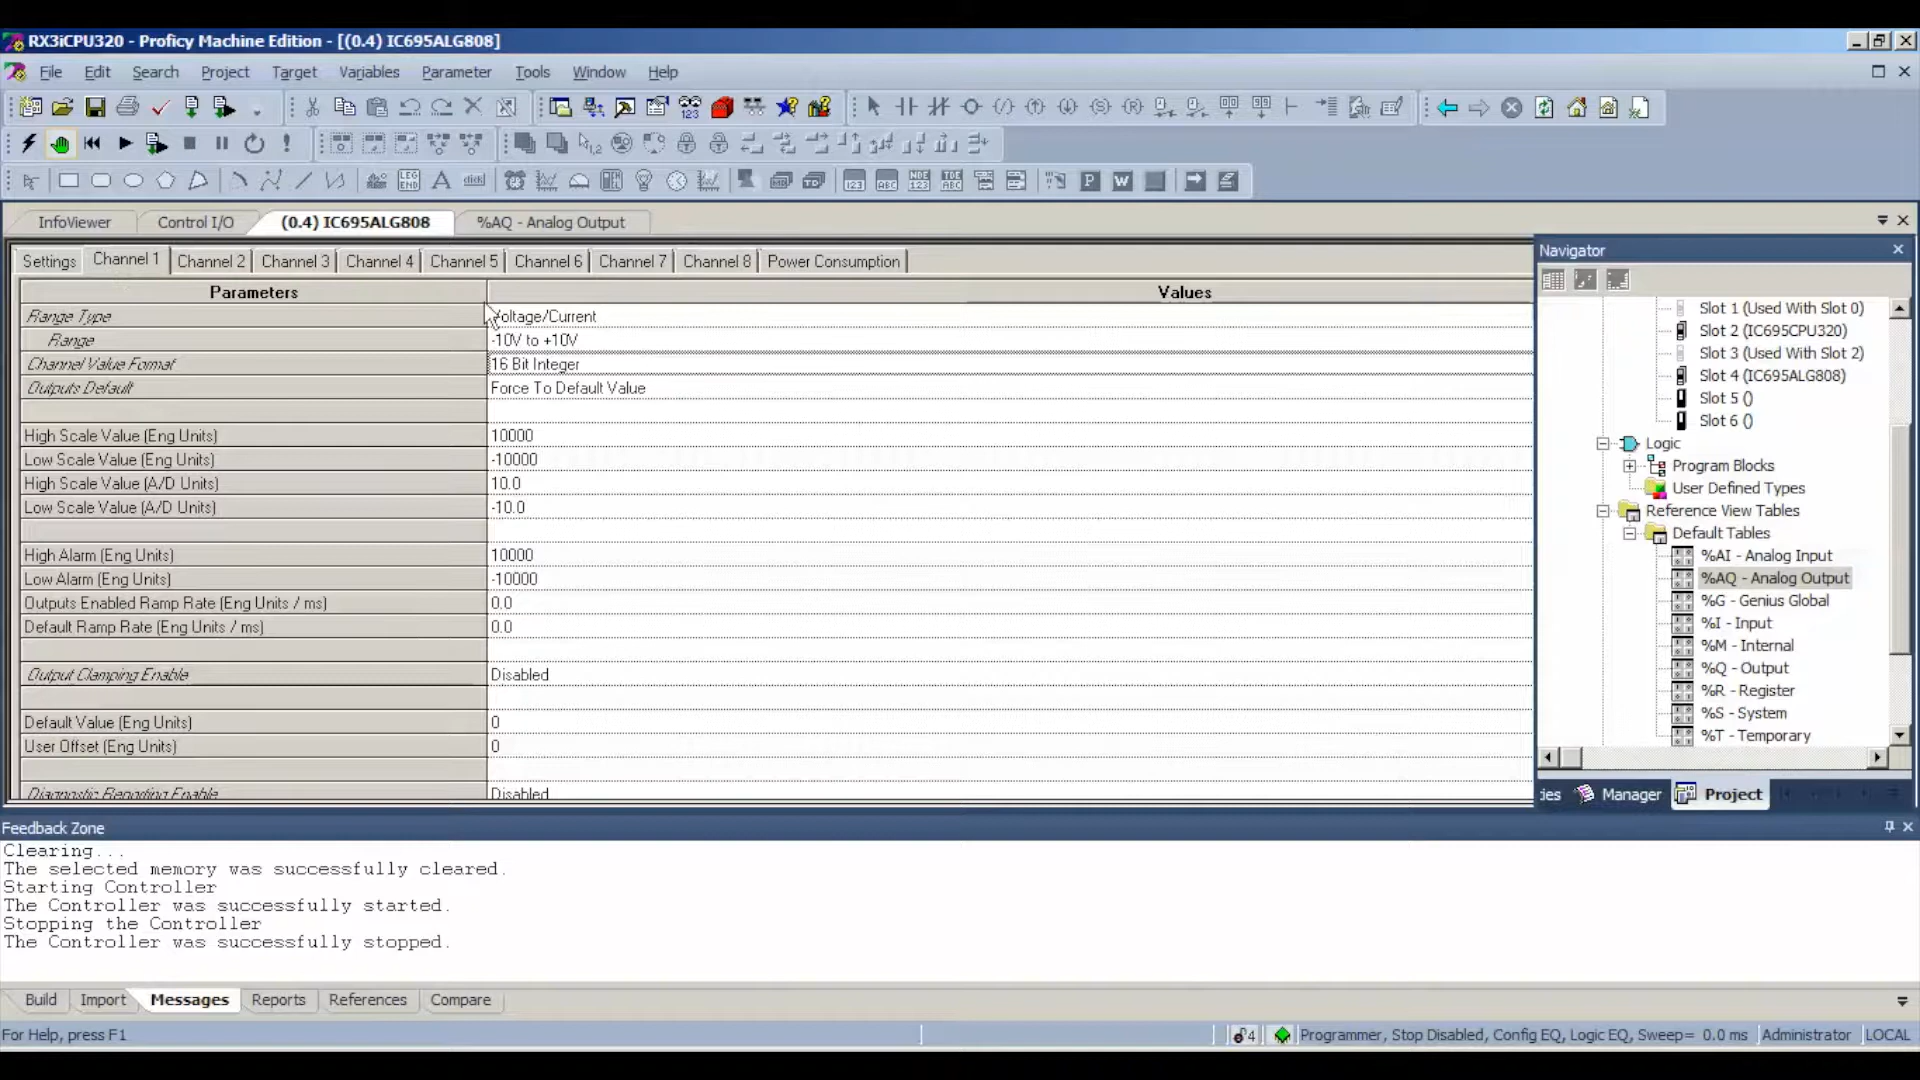 RX3iCPU320 - Proficy Machine Edition - [(0.4) IC695ALG808]
File Edit Search Project Target Variables Parameter Tools Window Help
InfoViewer Control I/O (0.4) IC695ALG808 %AQ - Analog Output
Settings Channel 1 Channel 2 Channel 3 Channel 4 Channel 5 Channel 6 Channel 7 Channel 8 Power Consumption
Parameters Values
Range Type Voltage/Current
Range -10V to +10V
Channel Value Format 16 Bit Integer
Outputs Default Force To Default Value
High Scale Value (Eng Units) 10000
Low Scale Value (Eng Units) -10000
High Scale Value (A/D Units) 10.0
Low Scale Value (A/D Units) -10.0
High Alarm (Eng Units) 10000
Low Alarm (Eng Units) -10000
Outputs Enabled Ramp Rate (Eng Units / ms) 0.0
Default Ramp Rate (Eng Units / ms) 0.0
Output Clamping Enable Disabled
Default Value (Eng Units) 0
User Offset (Eng Units) 0
Diagnostic Reporting Enable Disabled
Navigator
Slot 1 (Used With Slot 0)
Slot 2 (IC695CPU320)
Slot 3 (Used With Slot 2)
Slot 4 (IC695ALG808)
Slot 5 ()
Slot 6 ()
Logic
Program Blocks
User Defined Types
Reference View Tables
Default Tables
%AI - Analog Input
%AQ - Analog Output
%G - Genius Global
%I - Input
%M - Internal
%Q - Output
%R - Register
%S - System
%T - Temporary
ties Manager Project
Feedback Zone
Clearing...
The selected memory was successfully cleared.
Starting Controller
The Controller was successfully started.
Stopping the Controller
The Controller was successfully stopped.
Build Import Messages Reports References Compare
For Help, press F1 4 Programmer, Stop Disabled, Config EQ, Logic EQ, Sweep= 0.0 ms Administrator LOCAL